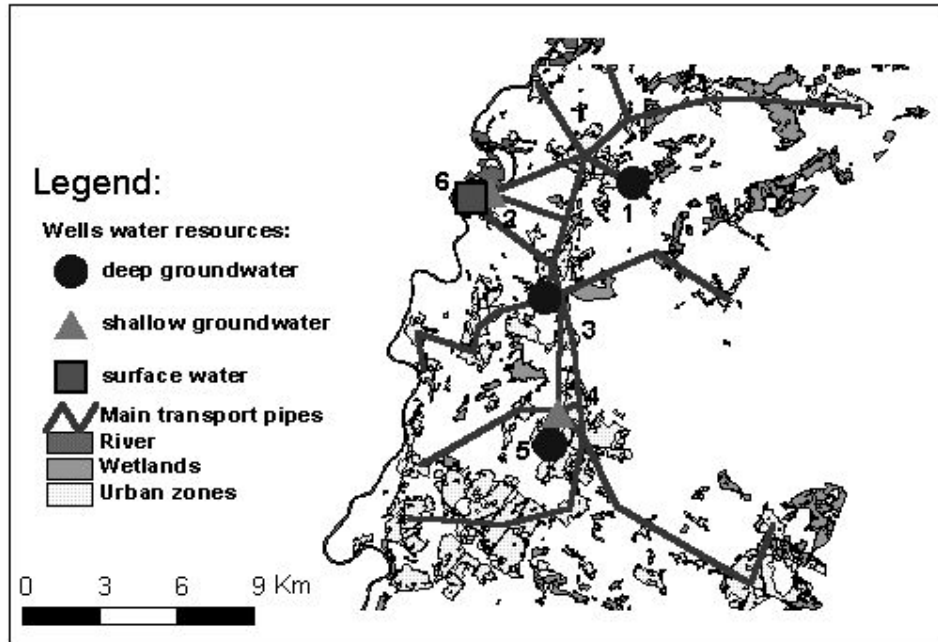 Legend:
Wells water resources:
deep groundwater
shallow groundwater
surface water
Main transport pipes
River
Wetlands
Urban zones
0 3 6 9 Km
6
2
1
3
4
5